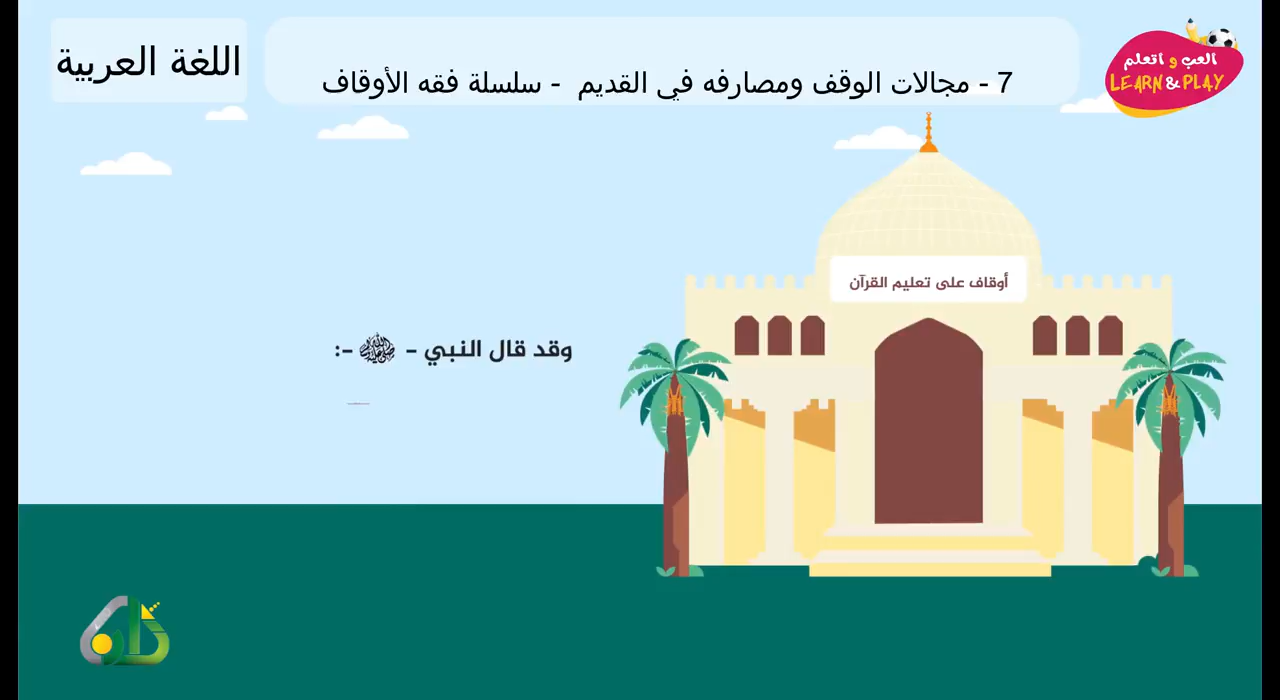 اللغة العربية
7 - مجالات الوقف ومصارفه في القديم - سلسلة فقه الأوقاف
العب و أتعلم
LEARN & PLAY
أوقاف على تعليم القرآن
وقد قال النبي - ﷺ -: